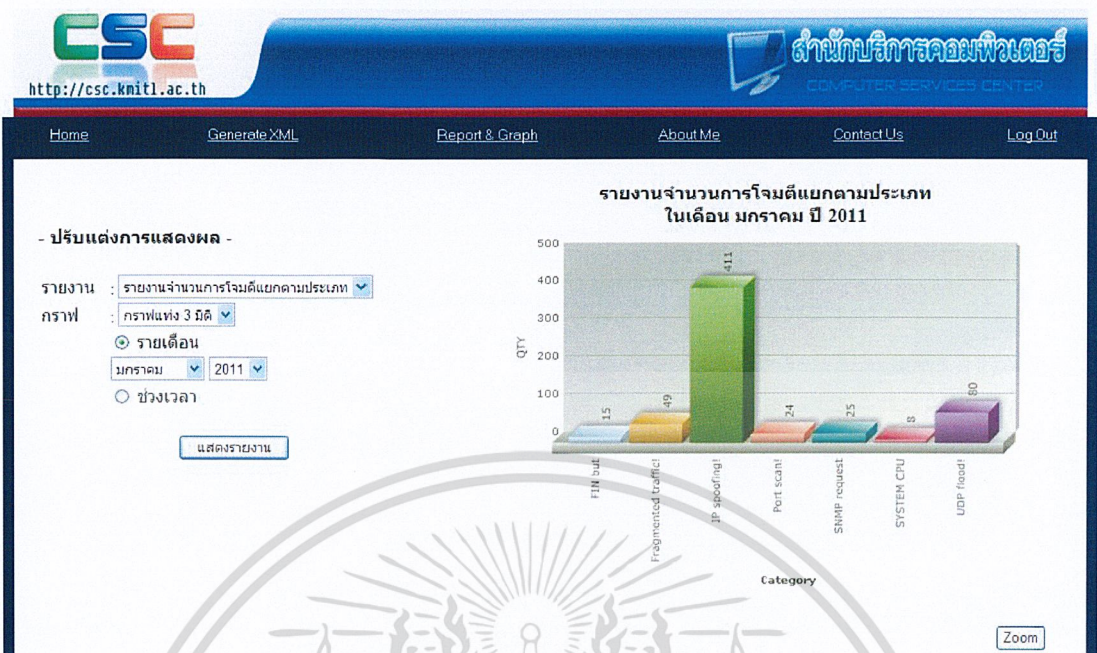 CSC
http://csc.kmitl.ac.th
สำนักบริการคอมพิวเตอร์
COMPUTER SERVICES CENTER
Home Generate XML Report & Graph About Me Contact Us Log Out
- ปรับแต่งการแสดงผล -
รายงาน : รายงานจำนวนการโจมตีแยกตามประเภท
กราฟ : กราฟแท่ง 3 มิติ
รายเดือน
มกราคม 2011
ช่วงเวลา
แสดงรายงาน
รายงานจำนวนการโจมตีแยกตามประเภท
ในเดือน มกราคม ปี 2011
QTY
500
400
300
200
100
0
15
49
411
24
25
8
80
FIN but
Fragmented traffic!
IP spoofing!
Port scan!
SNMP request
SYSTEM CPU
UDP flood!
Category
Zoom